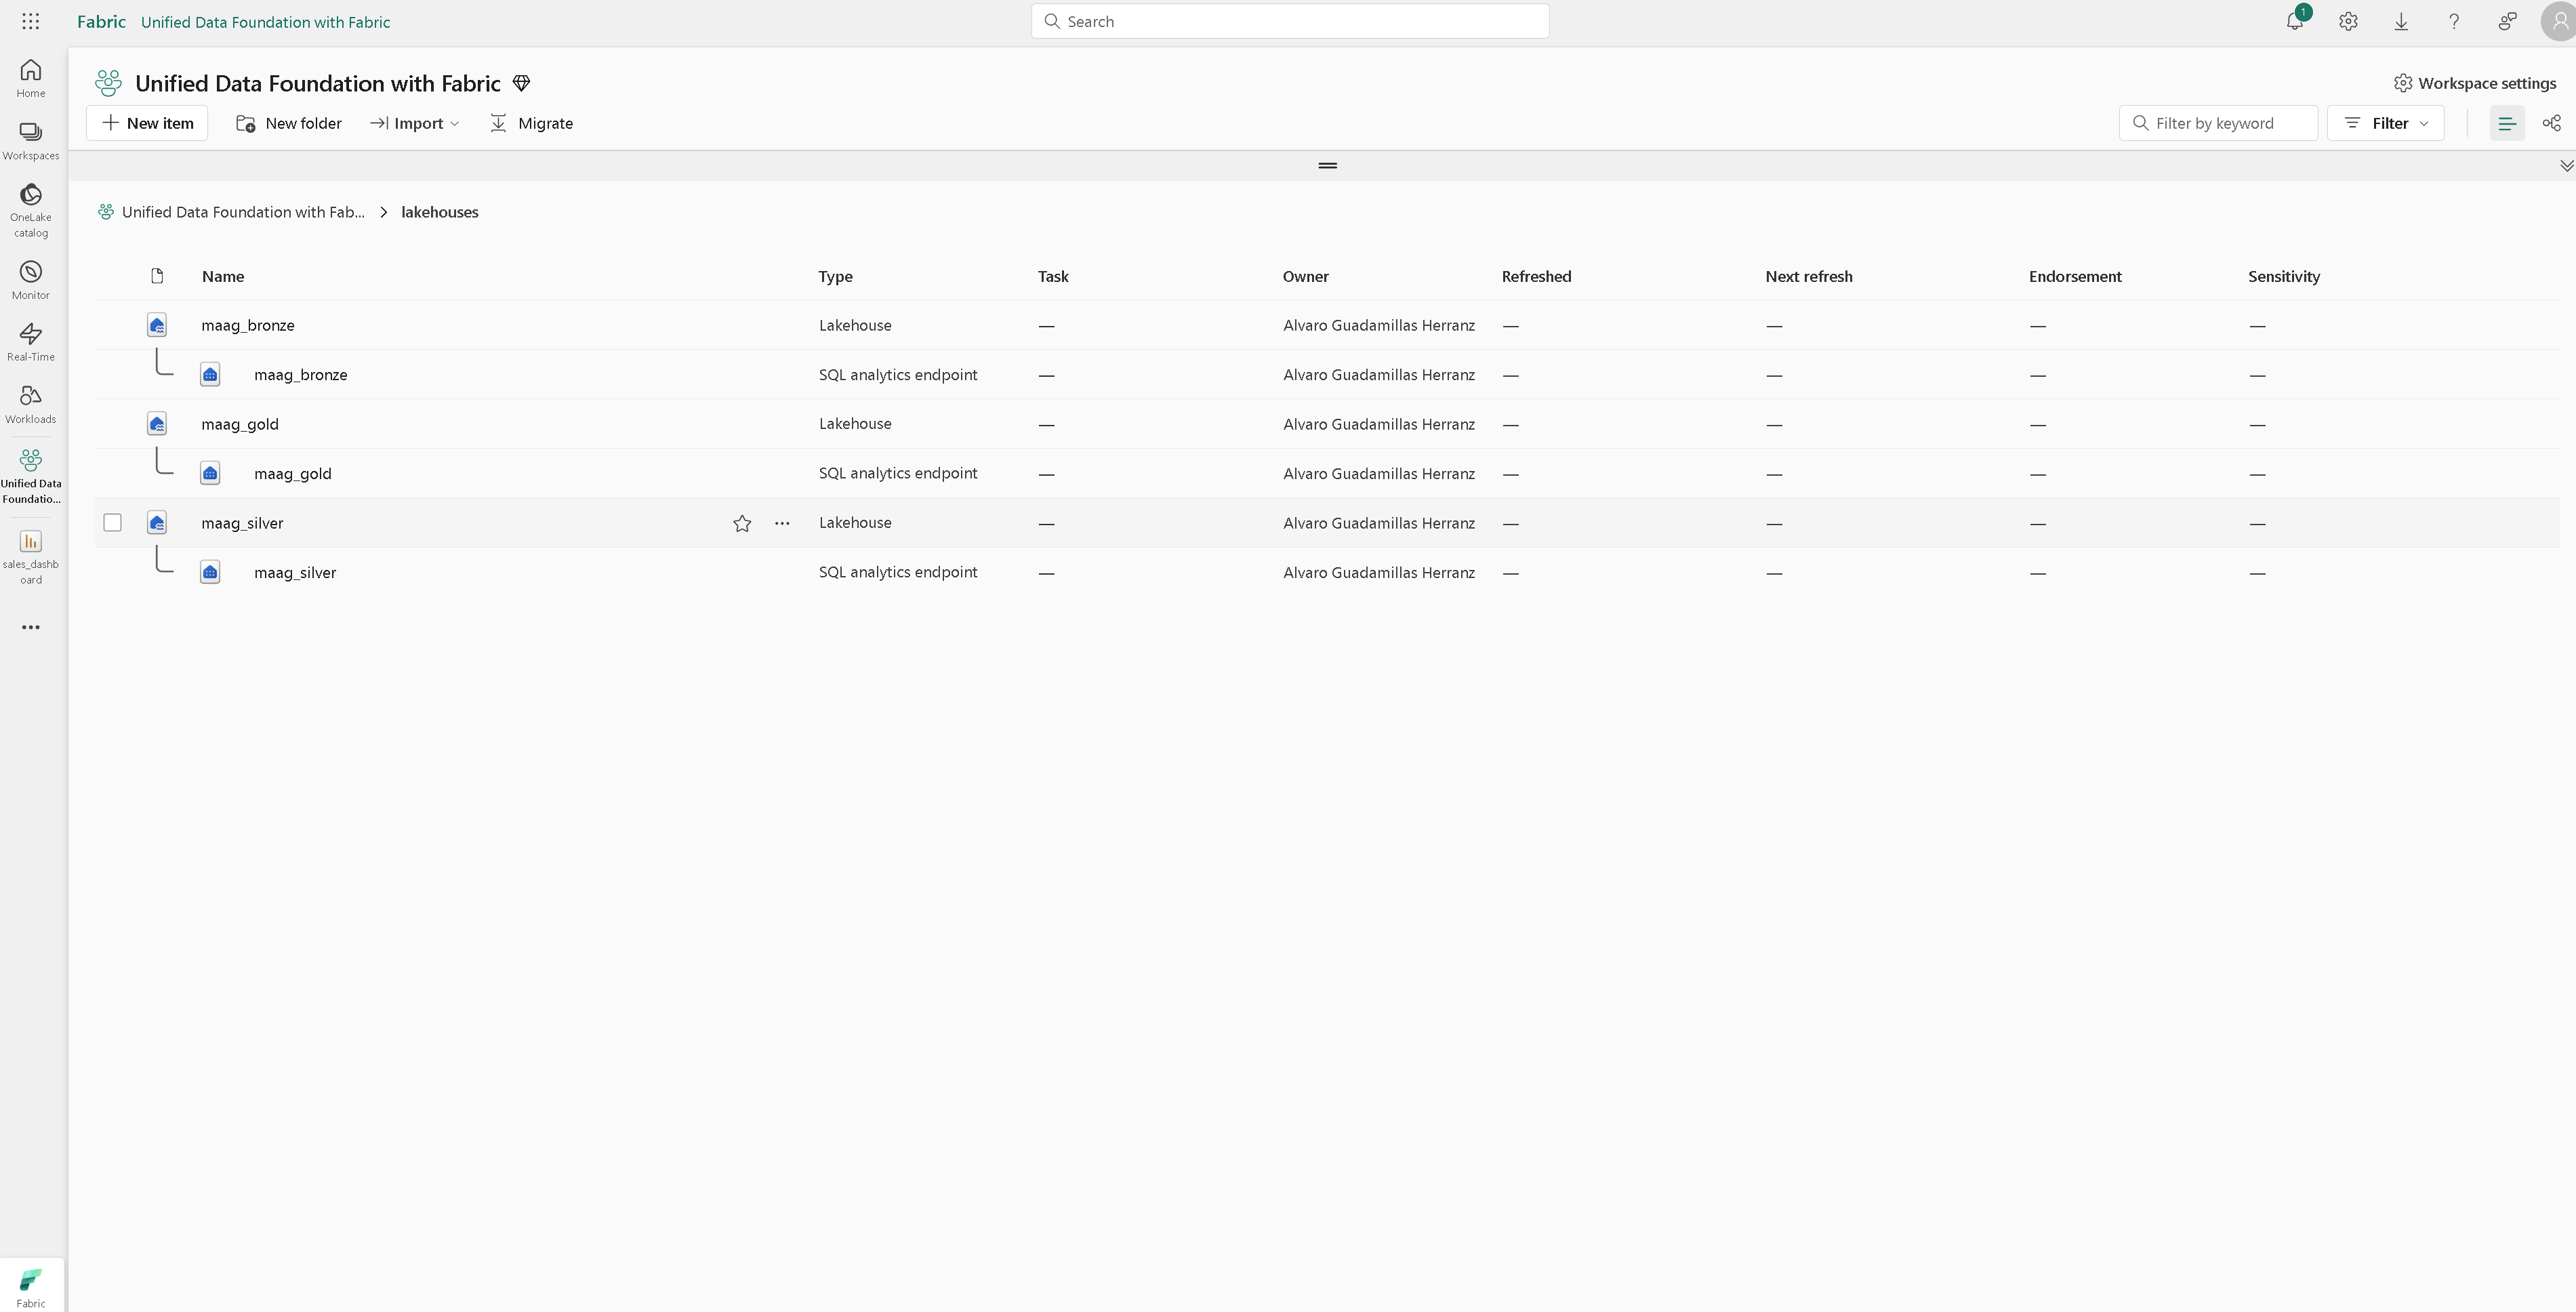 Fabric Unified Data Foundation with Fabric Search 1
Home
Workspaces
OneLake
catalog
Monitor
Real-Time
Workloads
Unified Data
Foundatio...
sales_dashb
oard
Fabric
Unified Data Foundation with Fabric Workspace settings
New item New folder Import Migrate Filter by keyword Filter
Unified Data Foundation with Fab... > lakehouses
Name Type Task Owner Refreshed Next refresh Endorsement Sensitivity
maag_bronze Lakehouse — Alvaro Guadamillas Herranz — — — —
maag_bronze SQL analytics endpoint — Alvaro Guadamillas Herranz — — — —
maag_gold Lakehouse — Alvaro Guadamillas Herranz — — — —
maag_gold SQL analytics endpoint — Alvaro Guadamillas Herranz — — — —
maag_silver Lakehouse — Alvaro Guadamillas Herranz — — — —
maag_silver SQL analytics endpoint — Alvaro Guadamillas Herranz — — — —